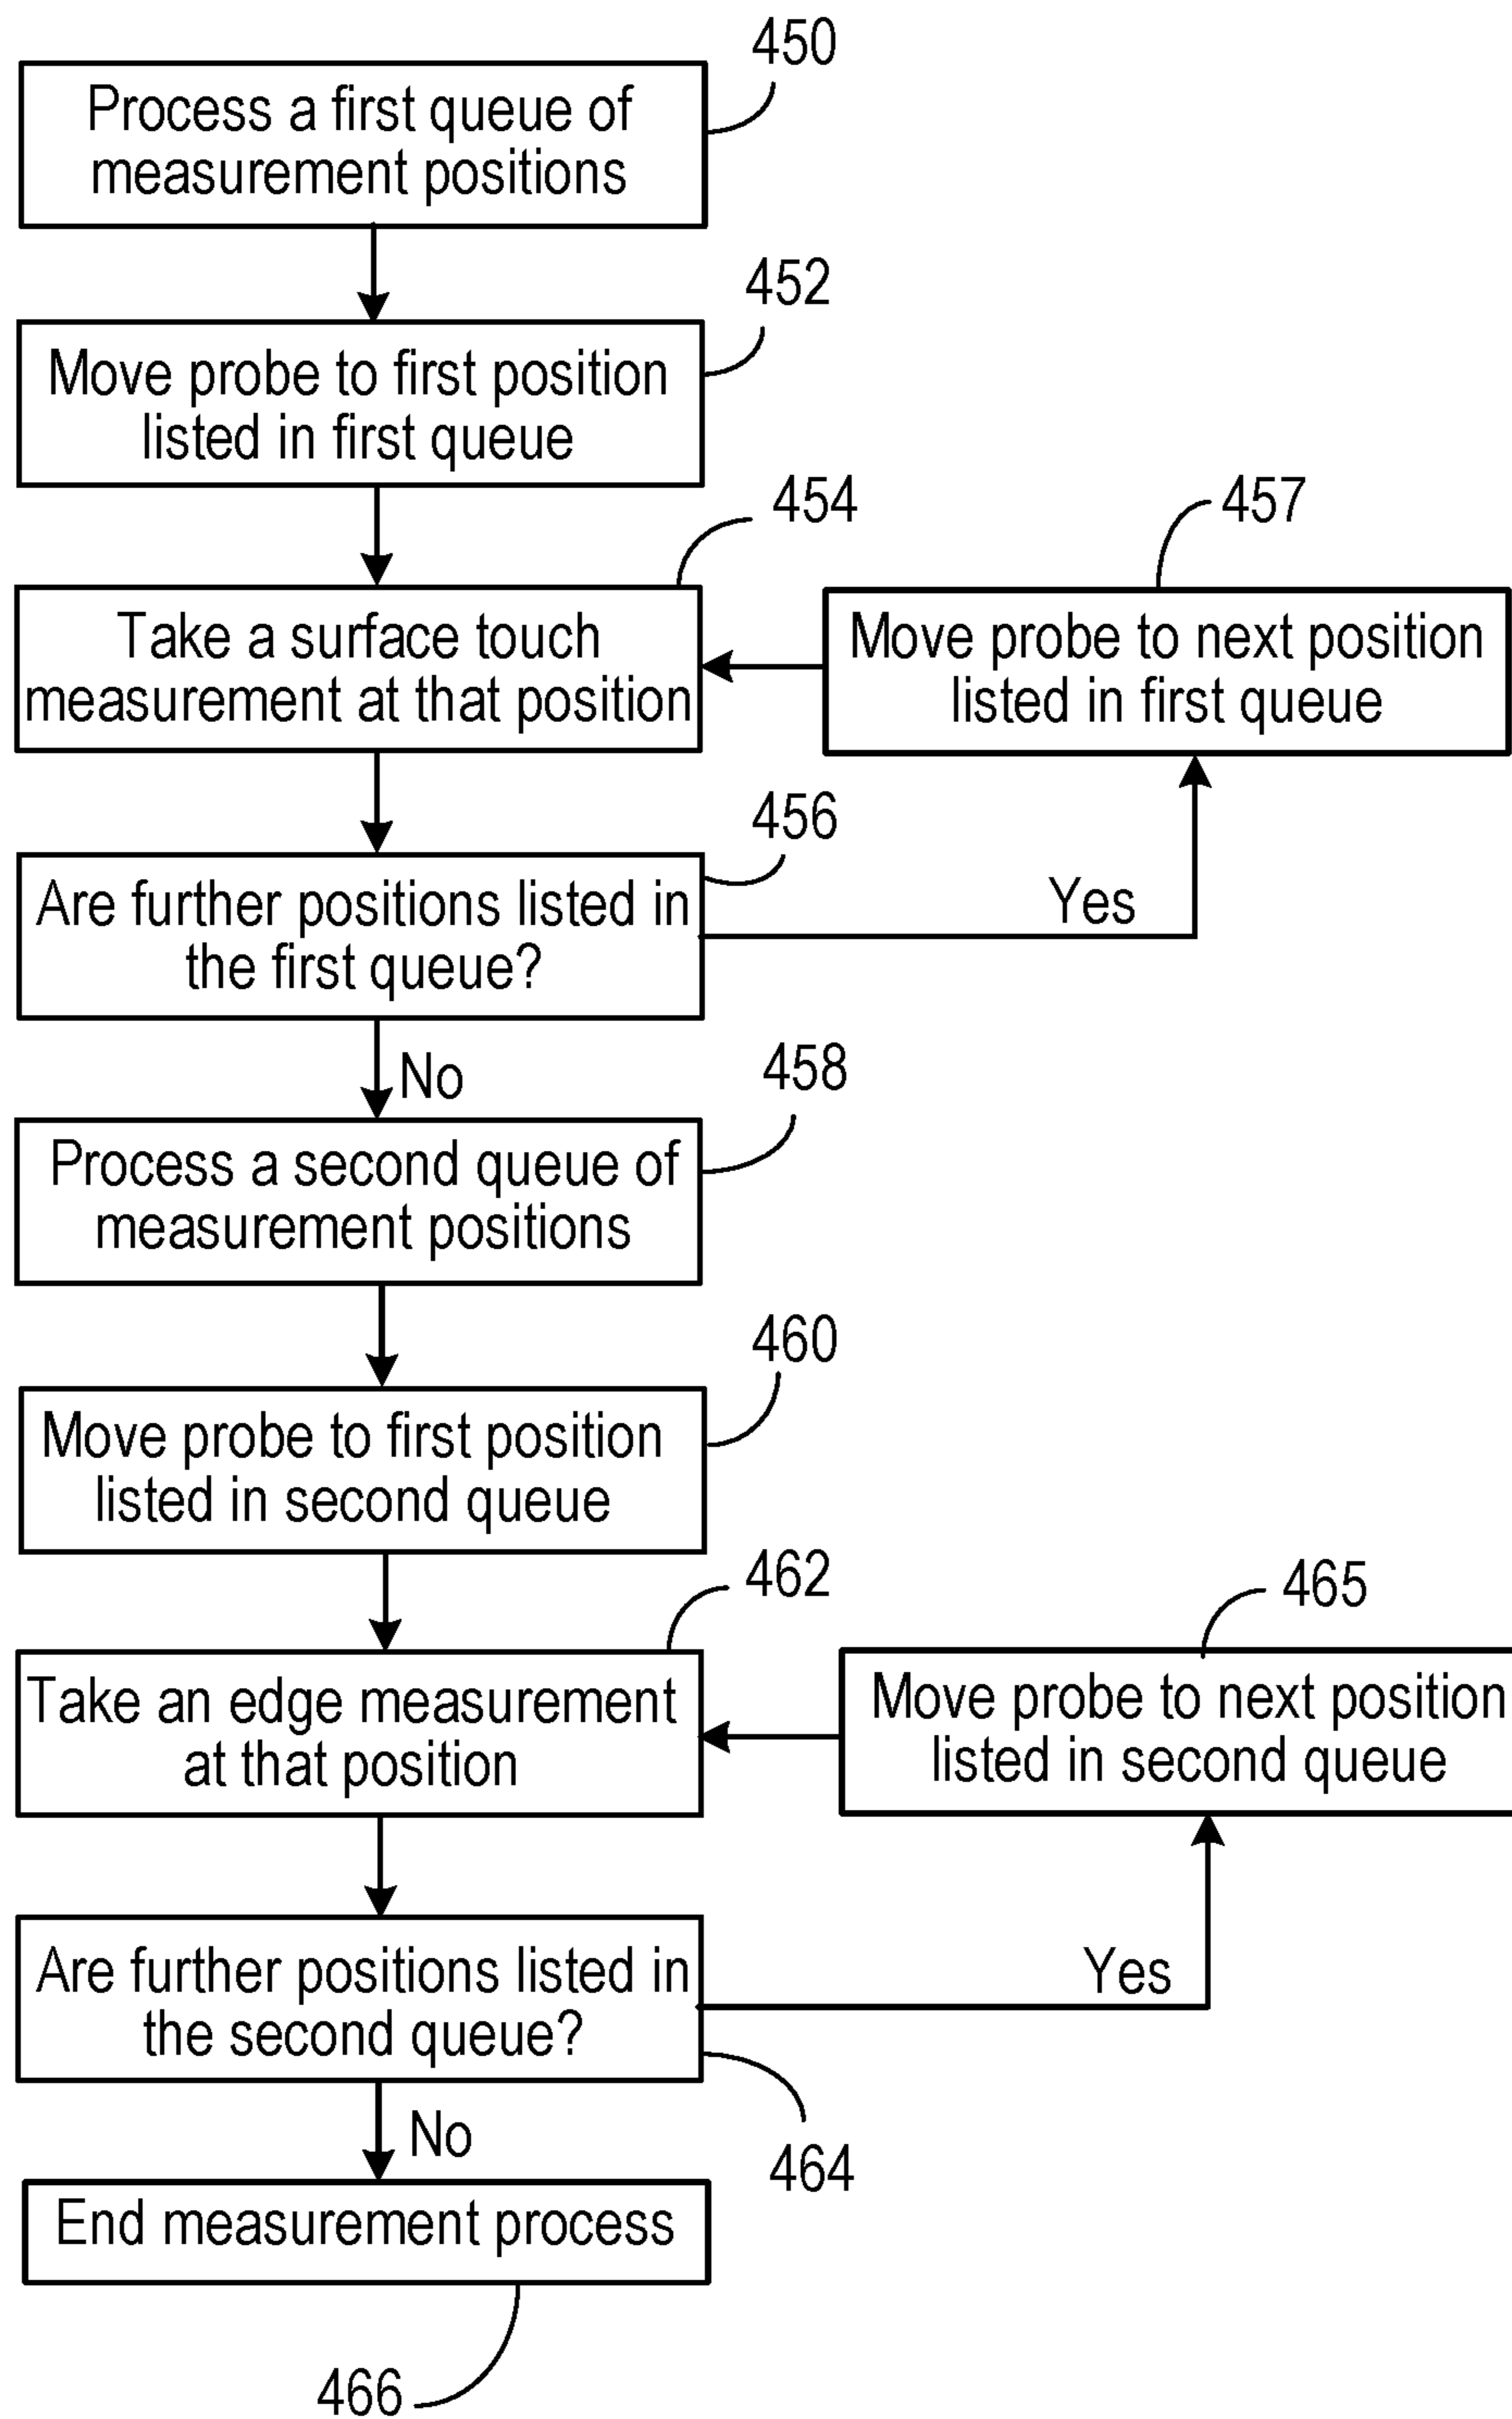 450
Process a first queue of
measurement positions
452
Move probe to first position
listed in first queue
454
457
Take a surface touch
measurement at that position
Move probe to next position
listed in first queue
456
Are further positions listed in
the first queue?
Yes
No
458
Process a second queue of
measurement positions
460
Move probe to first position
listed in second queue
462
465
Take an edge measurement
at that position
Move probe to next position
listed in second queue
Are further positions listed in
the second queue?
Yes
No
464
End measurement process
466